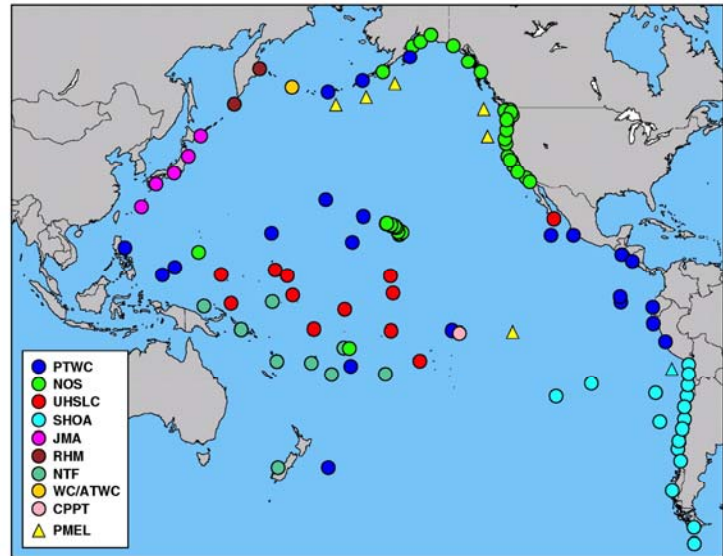 PTWC
NOS
UHSLC
SHOA
JMA
RHM
NTF
WC/ATWC
CPPT
PMEL